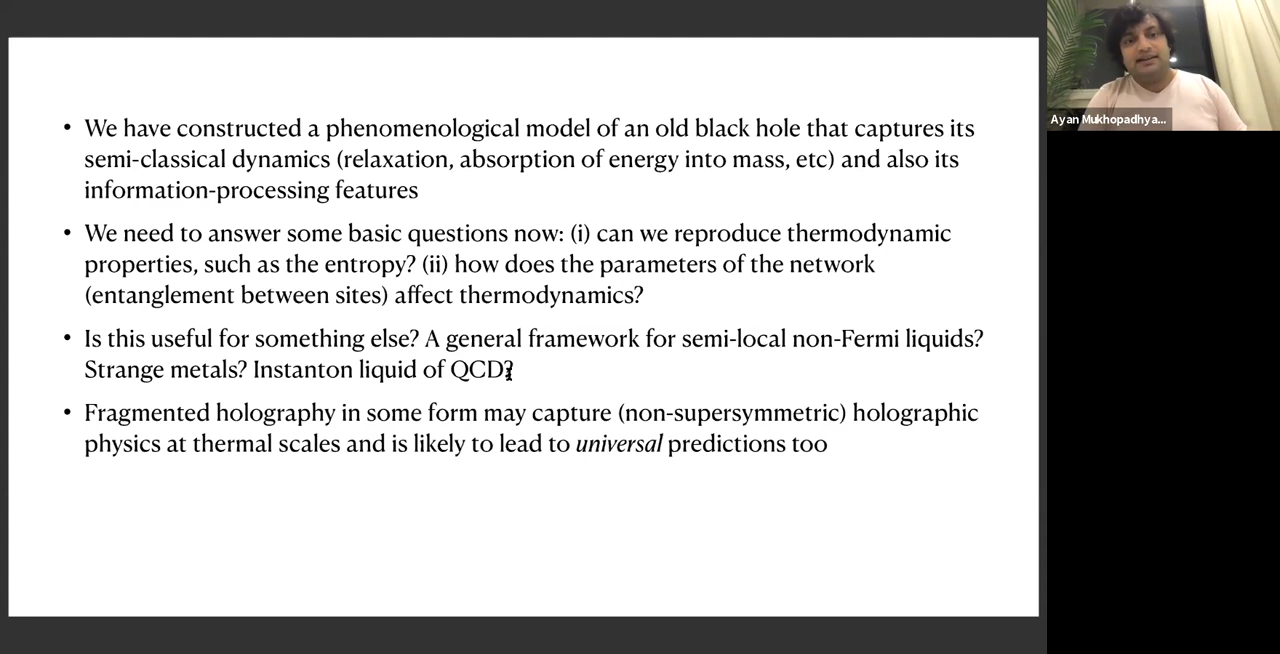 • We have constructed a phenomenological model of an old black hole that captures its
semi-classical dynamics (relaxation, absorption of energy into mass, etc) and also its
information-processing features
• We need to answer some basic questions now: (i) can we reproduce thermodynamic
properties, such as the entropy? (ii) how does the parameters of the network
(entanglement between sites) affect thermodynamics?
• Is this useful for something else? A general framework for semi-local non-Fermi liquids?
Strange metals? Instanton liquid of QCD?
• Fragmented holography in some form may capture (non-supersymmetric) holographic
physics at thermal scales and is likely to lead to universal predictions too
Ayan Mukhopadhya...